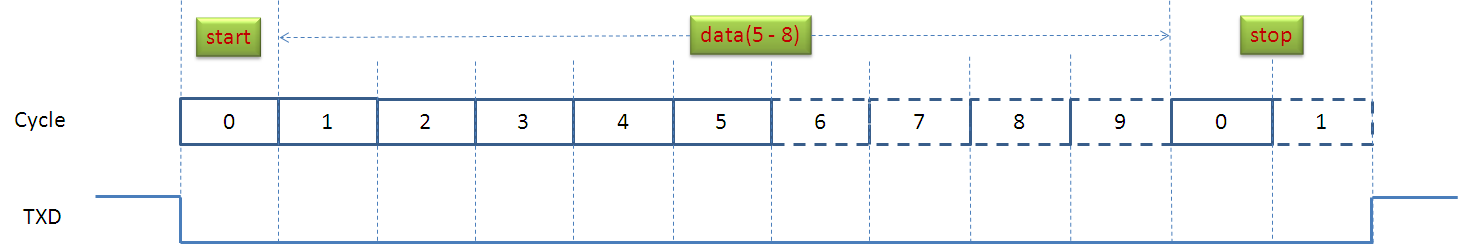 start data(5 - 8) stop
Cycle 0 1 2 3 4 5 6 7 8 9 0 1
TXD